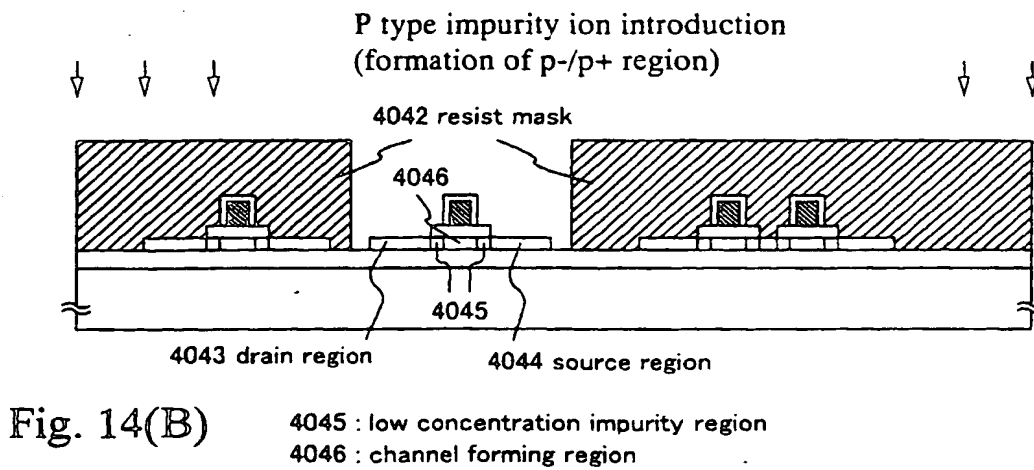 P type impurity ion introduction
(formation of p-/p+ region)
4042 resist mask
4046
4045
4043 drain region
4044 source region
Fig. 14(B)
4045 : low concentration impurity region
4046 : channel forming region